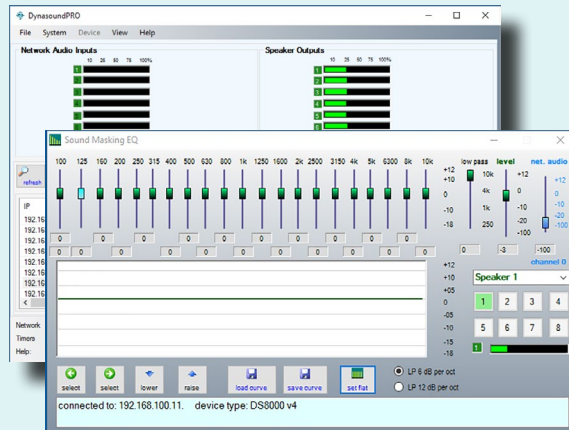 DynasoundPRO
File System Device View Help
Network Audio Inputs
Speaker Outputs
10 25 50 75 100%
10 25 50 75 100%
1
1
2
2
3
3
4
4
5
5
6
6
Sound Masking EQ
100 125 160 200 250 315 400 500 630 800 1k 1250 1600 2k 2500 3150 4k 5k 6300 8k 10k
low pass level net. audio
+12
+10
0
-10
-18
10k
4k
1k
250
+12
0
-10
-20
-100
+12
0
-10
-20
-100
0 0 0 0 0 0 0 0 0 0
0 0 0 0 0 0 0 0 0 0 0
0 -3 -100
channel 0
+12
+10
+05
0
-05
-10
-15
-18
Speaker 1
1 2 3 4
5 6 7 8
1
refresh
IP
192.16
192.16
192.16
192.16
192.16
192.16
192.16
192.16
Network
Timers
Help:
select select lower raise load curve save curve set flat
LP 6 dB per oct
LP 12 dB per oct
connected to: 192.168.100.11. device type: DS8000 v4